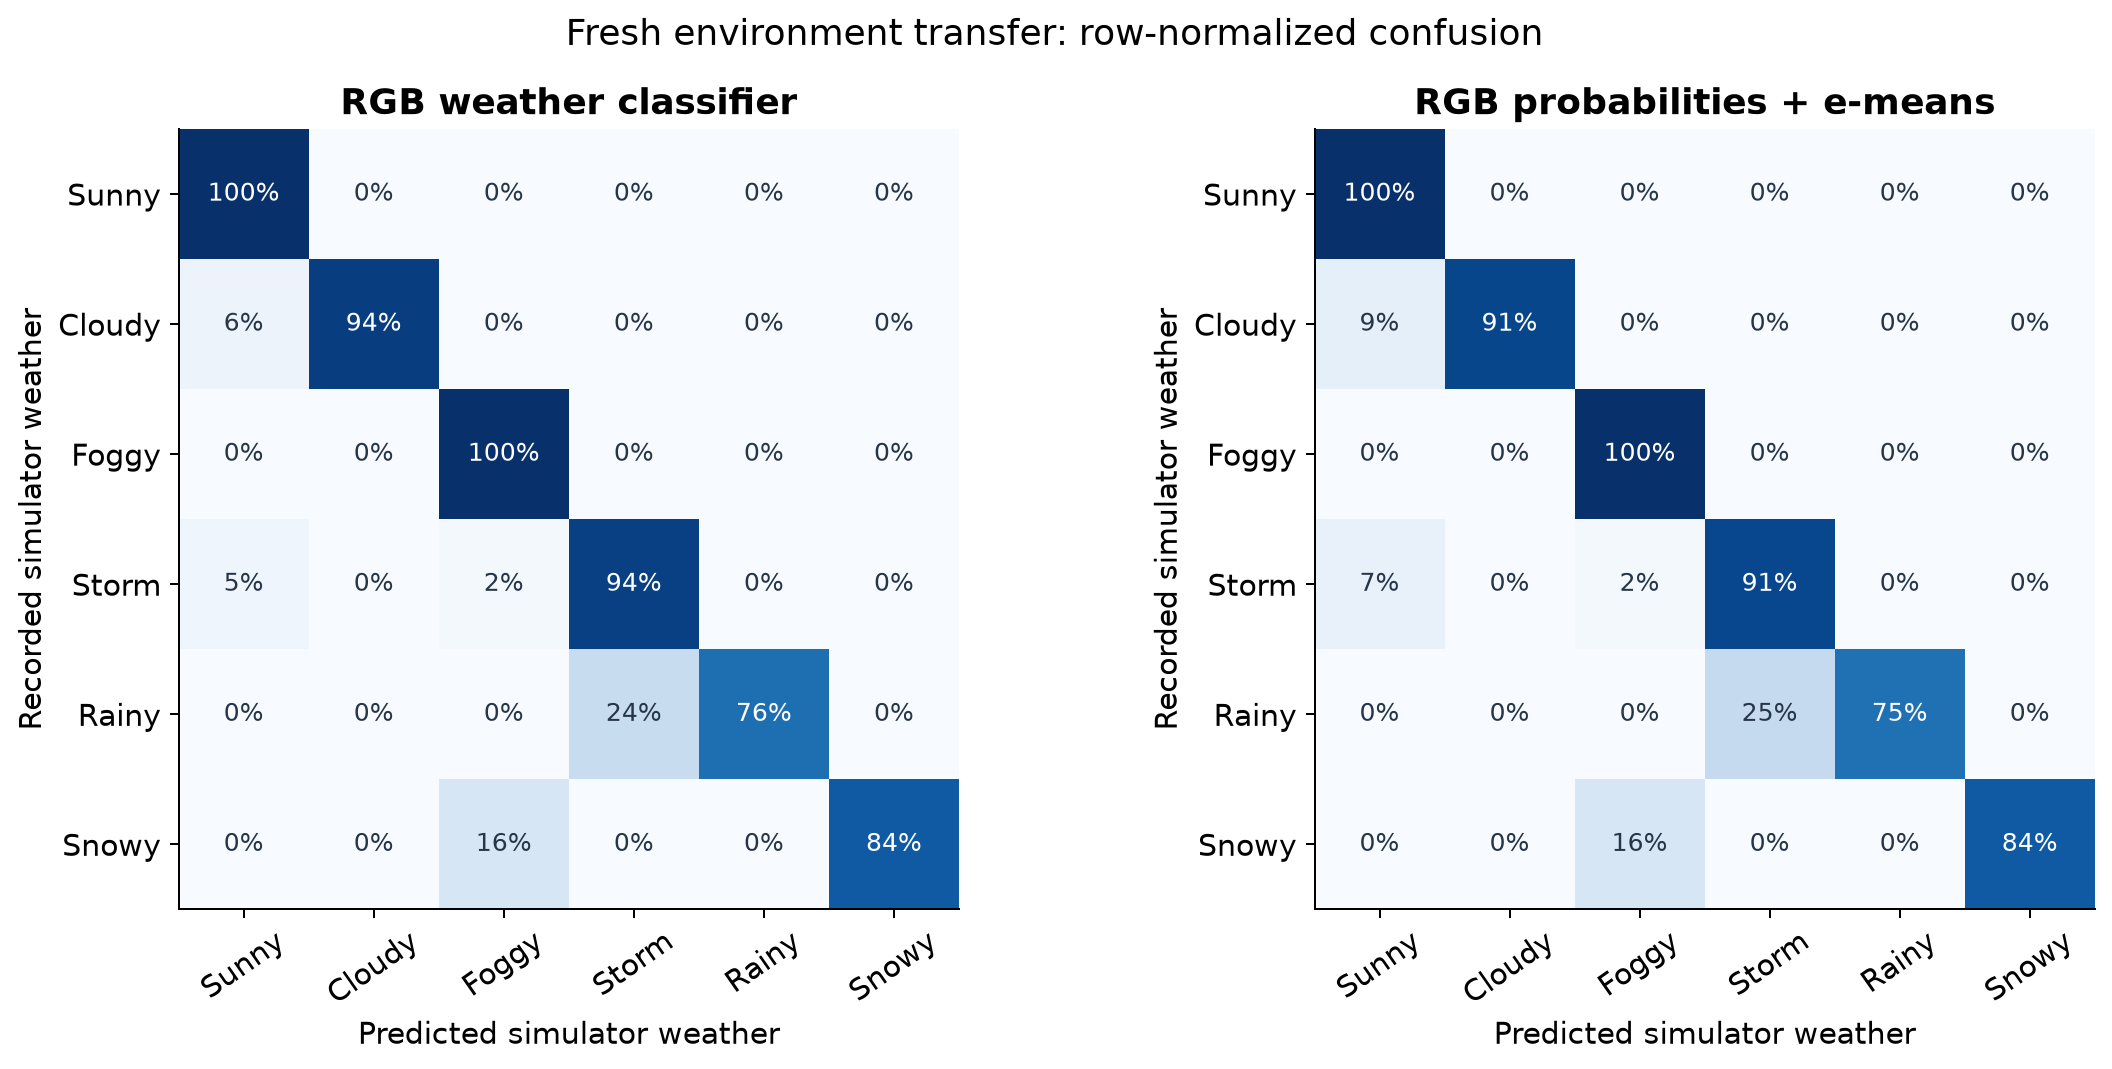 Fresh environment transfer: row-normalized confusion
RGB weather classifier
Recorded simulator weather
Sunny 100% 0% 0% 0% 0% 0%
Cloudy 6% 94% 0% 0% 0% 0%
Foggy 0% 0% 100% 0% 0% 0%
Storm 5% 0% 2% 94% 0% 0%
Rainy 0% 0% 0% 24% 76% 0%
Snowy 0% 0% 16% 0% 0% 84%
Sunny Cloudy Foggy Storm Rainy Snowy
Predicted simulator weather
RGB probabilities + e-means
Recorded simulator weather
Sunny 100% 0% 0% 0% 0% 0%
Cloudy 9% 91% 0% 0% 0% 0%
Foggy 0% 0% 100% 0% 0% 0%
Storm 7% 0% 2% 91% 0% 0%
Rainy 0% 0% 0% 25% 75% 0%
Snowy 0% 0% 16% 0% 0% 84%
Sunny Cloudy Foggy Storm Rainy Snowy
Predicted simulator weather